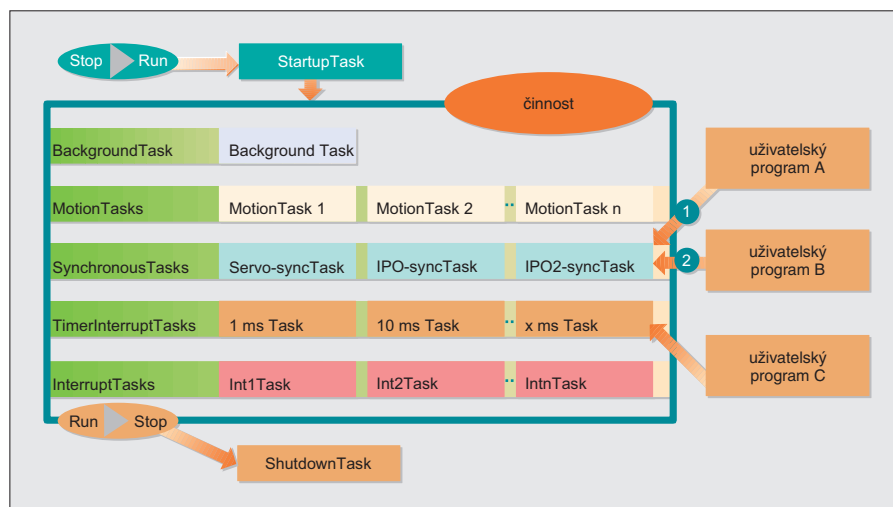 Stop Run
StartupTask
činnost
BackgroundTask
Background Task
uživatelský
program A
MotionTasks
MotionTask 1
MotionTask 2
..
MotionTask n
1
SynchronousTasks
Servo-syncTask
IPO-syncTask
IPO2-syncTask
2
uživatelský
program B
TimerInterruptTasks
1 ms Task
10 ms Task
..
x ms Task
uživatelský
program C
InterruptTasks
Int1Task
Int2Task
..
IntnTask
Run Stop
ShutdownTask